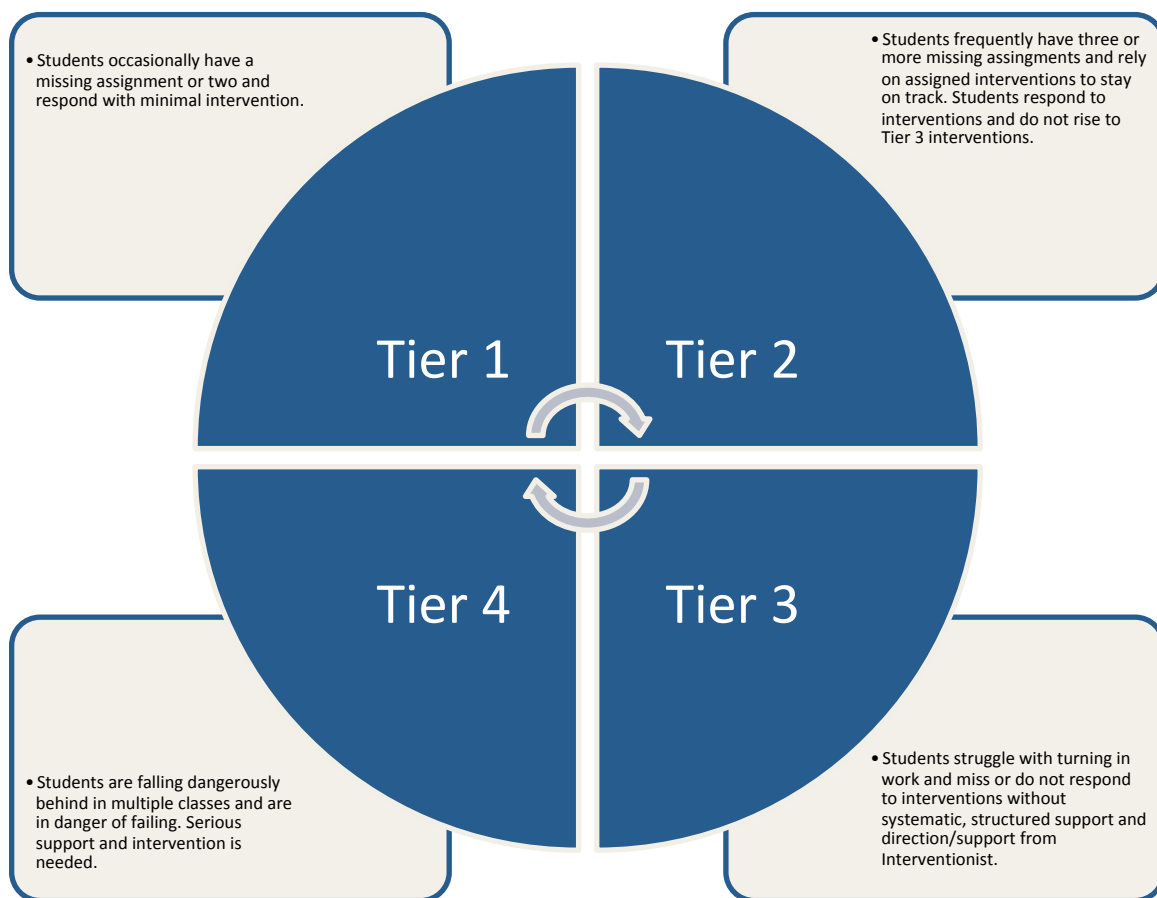 • Students occasionally have a
missing assignment or two and
respond with minimal intervention.
• Students frequently have three or
more missing assingments and rely
on assigned interventions to stay
on track. Students respond to
interventions and do not rise to
Tier 3 interventions.
Tier 1
Tier 2
Tier 4
Tier 3
• Students are falling dangerously
behind in multiple classes and are
in danger of failing. Serious
support and intervention is
needed.
• Students struggle with turning in
work and miss or do not respond
to interventions without
systematic, structured support and
direction/support from
Interventionist.